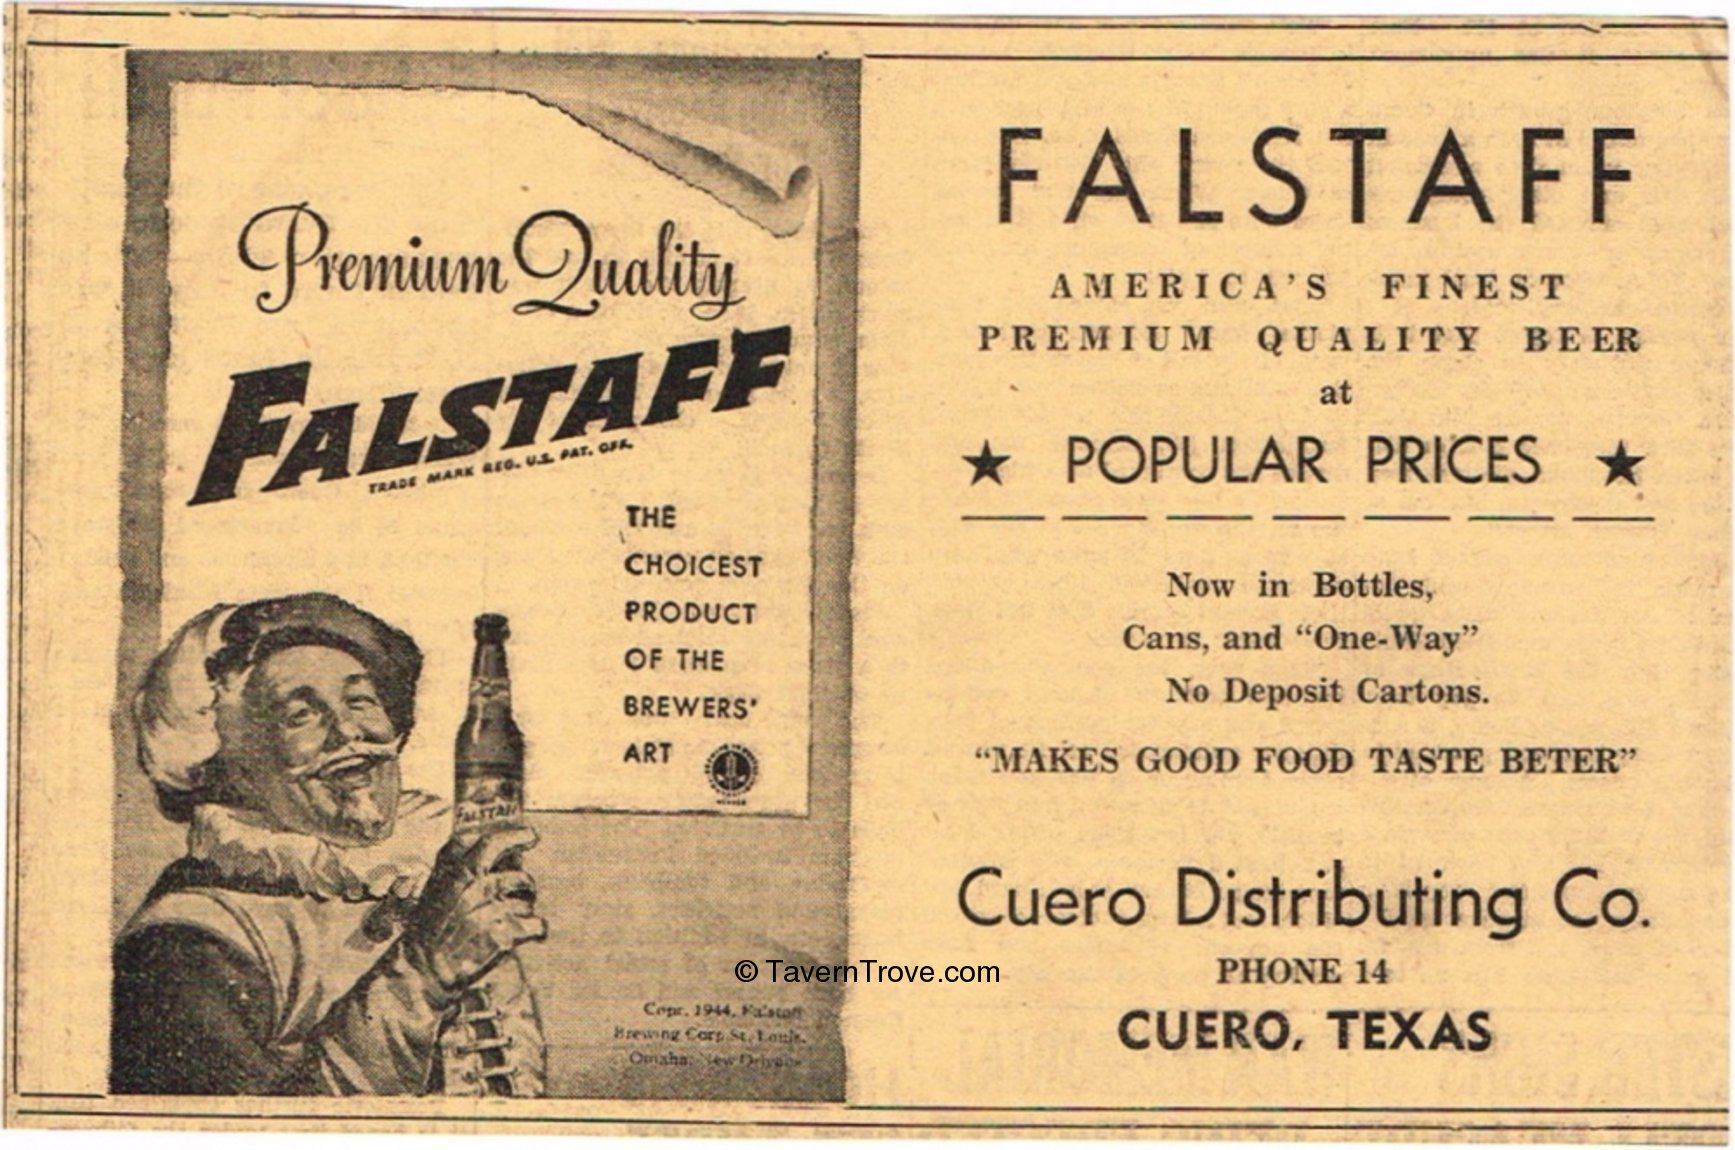 Premium Quality
FALSTAFF
TRADE MARK REG. U.S. PAT. OFF.
THE
CHOICEST
PRODUCT
OF THE
BREWERS'
ART
FALSTAFF
Copr. 1944, Falstaff
Brewing Corp. St. Louis,
Omaha, New Orleans
FALSTAFF
AMERICA'S FINEST
PREMIUM QUALITY BEER
at
★ POPULAR PRICES ★
Now in Bottles,
Cans, and “One-Way”
No Deposit Cartons.
“MAKES GOOD FOOD TASTE BETER”
Cuero Distributing Co.
PHONE 14
CUERO, TEXAS
© TavernTrove.com